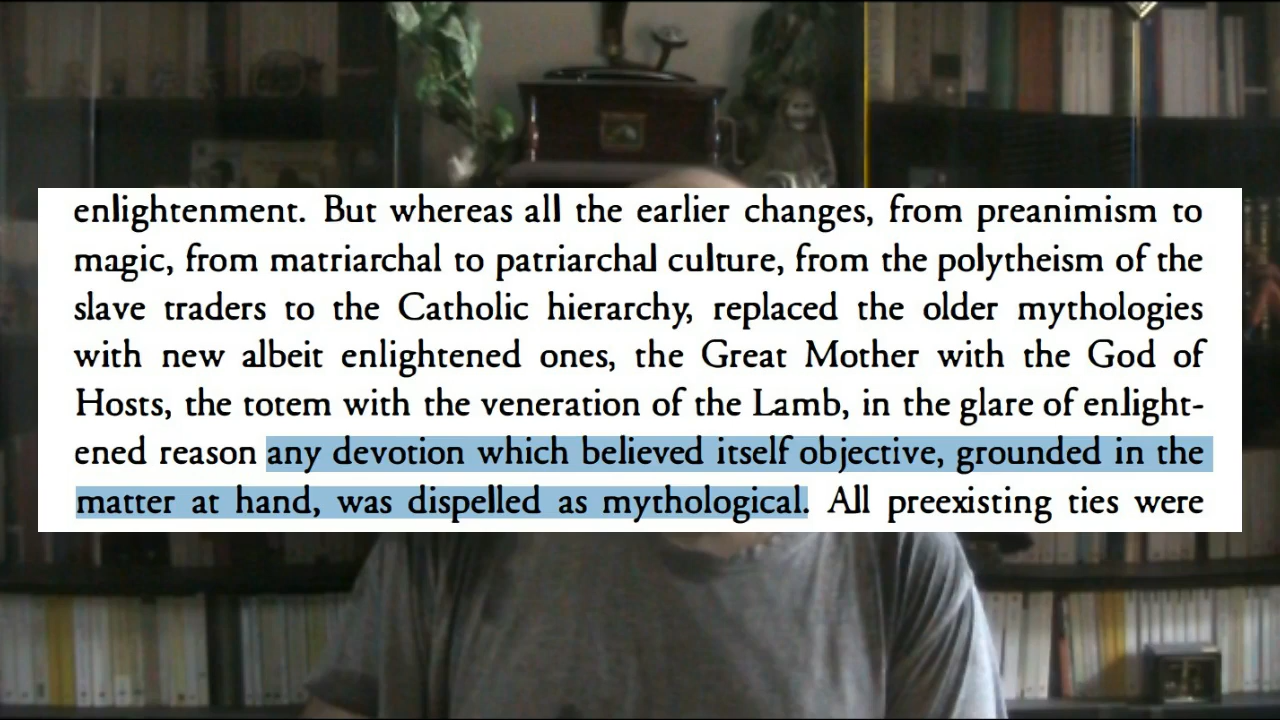 enlightenment. But whereas all the earlier changes, from preanimism to
magic, from matriarchal to patriarchal culture, from the polytheism of the
slave traders to the Catholic hierarchy, replaced the older mythologies
with new albeit enlightened ones, the Great Mother with the God of
Hosts, the totem with the veneration of the Lamb, in the glare of enlight-
ened reason any devotion which believed itself objective, grounded in the
matter at hand, was dispelled as mythological. All preexisting ties were